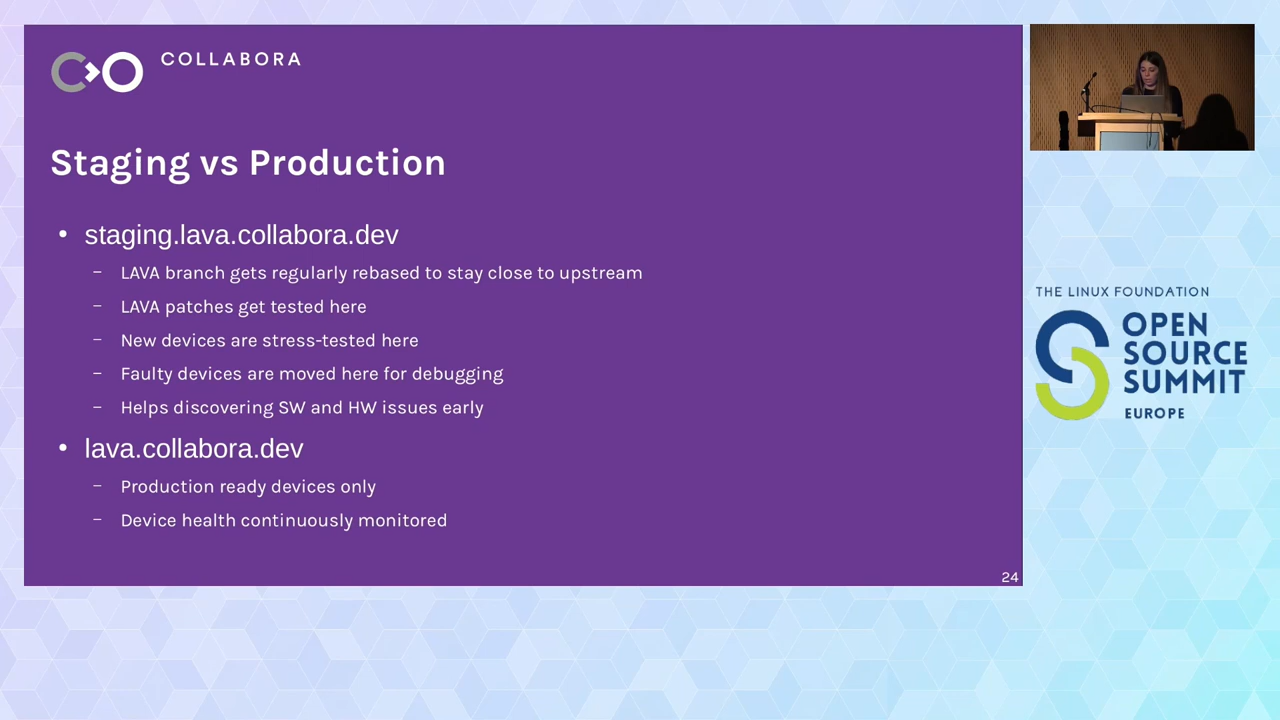 COLLABORA
Staging vs Production
• staging.lava.collabora.dev
– LAVA branch gets regularly rebased to stay close to upstream
– LAVA patches get tested here
– New devices are stress-tested here
– Faulty devices are moved here for debugging
– Helps discovering SW and HW issues early
• lava.collabora.dev
– Production ready devices only
– Device health continuously monitored
24
THE LINUX FOUNDATION
OPEN
SOURCE
SUMMIT
EUROPE